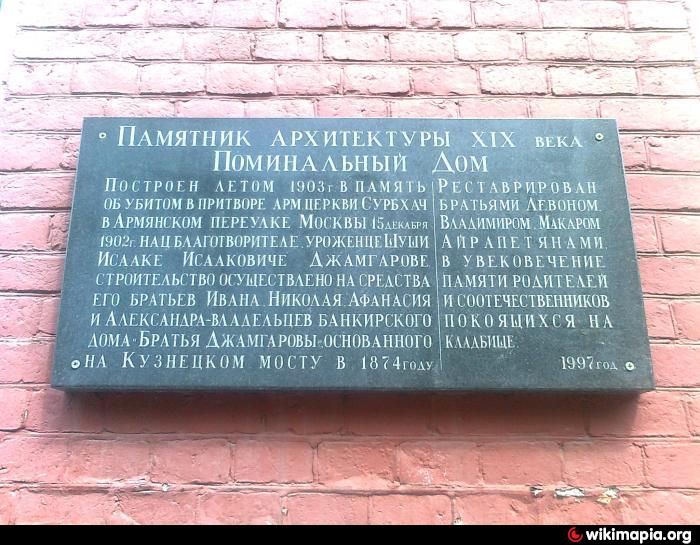 Памятник архитектуры XIX века
Поминальный Дом
Построен летом 1903г в память
об убитом в притворе арм церкви Сурбхач
в Армянском переулке Москвы 15 декабря
1902г. нац благотворителе, уроженце Шуши
Исааке Исааковиче Джамгарове,
строительство осуществлено на средства
его братьев Ивана, Николая, Афанасия
и Александра-владельцев банкирского
дома «Братья Джамгаровы» основанного
на Кузнецком мосту в 1874 году
Реставрирован
братьями Левоном,
Владимиром, Макаром
Айрапетянами,
в увековечение
памяти родителей
и соотечественников
покоящихся на
кладбище.
1997 год
wikimapia.org